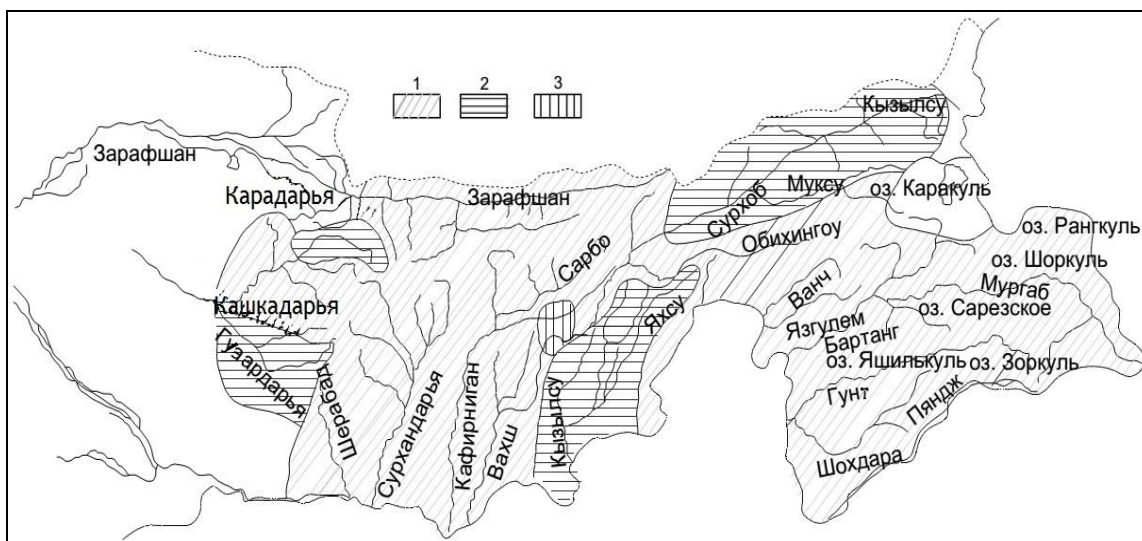 1 2 3
Кызылсу
Зарафшан
Карадарья
Зарафшан
Муксу
оз. Каракуль
Сурхоб
Обихингоу
оз. Рангкуль
Сарбо
оз. Шоркуль
Кашкадарья
Яхсу
Ванч
Мургаб
Гузардарья
Язгулем
оз. Сарезское
Бартанг
оз. Яшилькуль
оз. Зоркуль
Шерабад
Сурхандарья
Кафирниган
Вахш
Кызылсу
Гунт
Пяндж
Шохдара